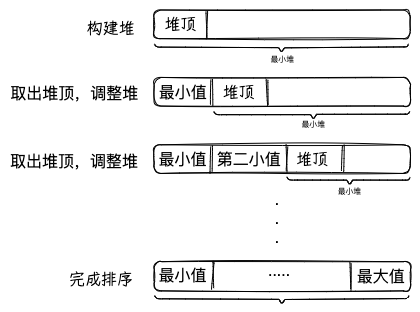 构建堆 堆顶
最小堆
取出堆顶，调整堆 最小值 堆顶
最小堆
取出堆顶，调整堆 最小值 第二小值 堆顶
最小堆
完成排序 最小值 ····· 最大值